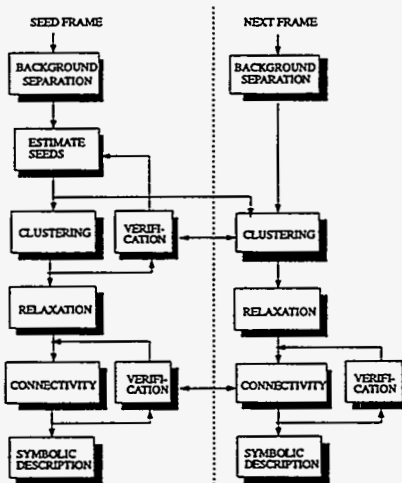 SEED FRAME
BACKGROUND
SEPARATION
ESTIMATE
SEEDS
CLUSTERING
VERIFI-
CATION
RELAXATION
CONNECTIVITY
VERIFI-
CATION
SYMBOLIC
DESCRIPTION
NEXT FRAME
BACKGROUND
SEPARATION
CLUSTERING
RELAXATION
CONNECTIVITY
VERIFI-
CATION
SYMBOLIC
DESCRIPTION